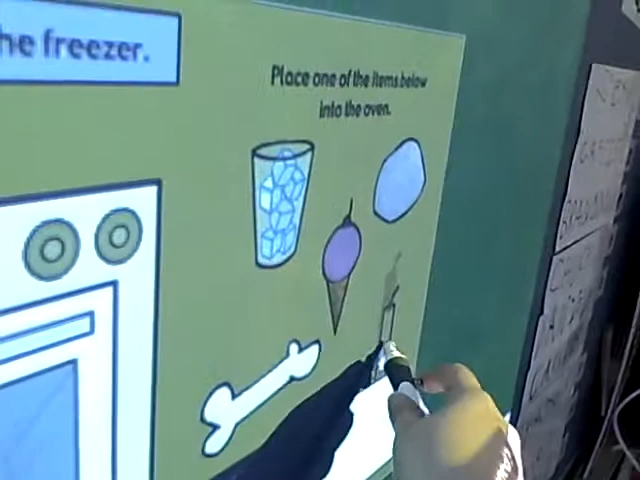 he freezer.
Place one of the items below
into the oven.